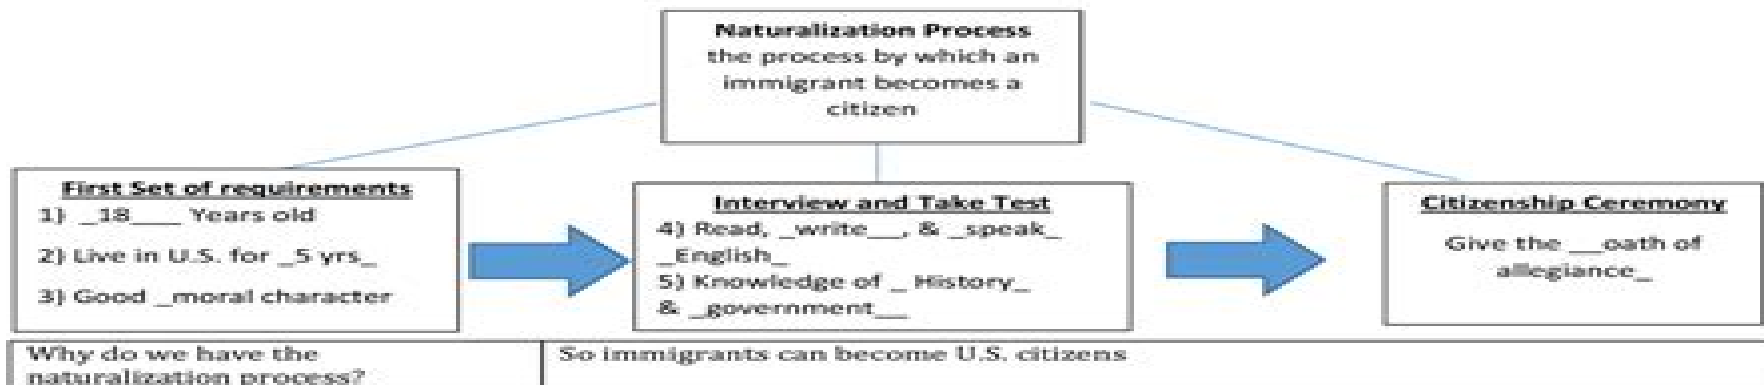 Naturalization Process
the process by which an
immigrant becomes a
citizen
First Set of requirements
1) _18___ Years old
2) Live in U.S. for _5 yrs_
3) Good _moral character
Interview and Take Test
4) Read, _write__, & _speak_
_English_
5) Knowledge of _ History_
& _government__
Citizenship Ceremony
Give the __oath of
allegiance_
Why do we have the
naturalization process?
So immigrants can become U.S. citizens